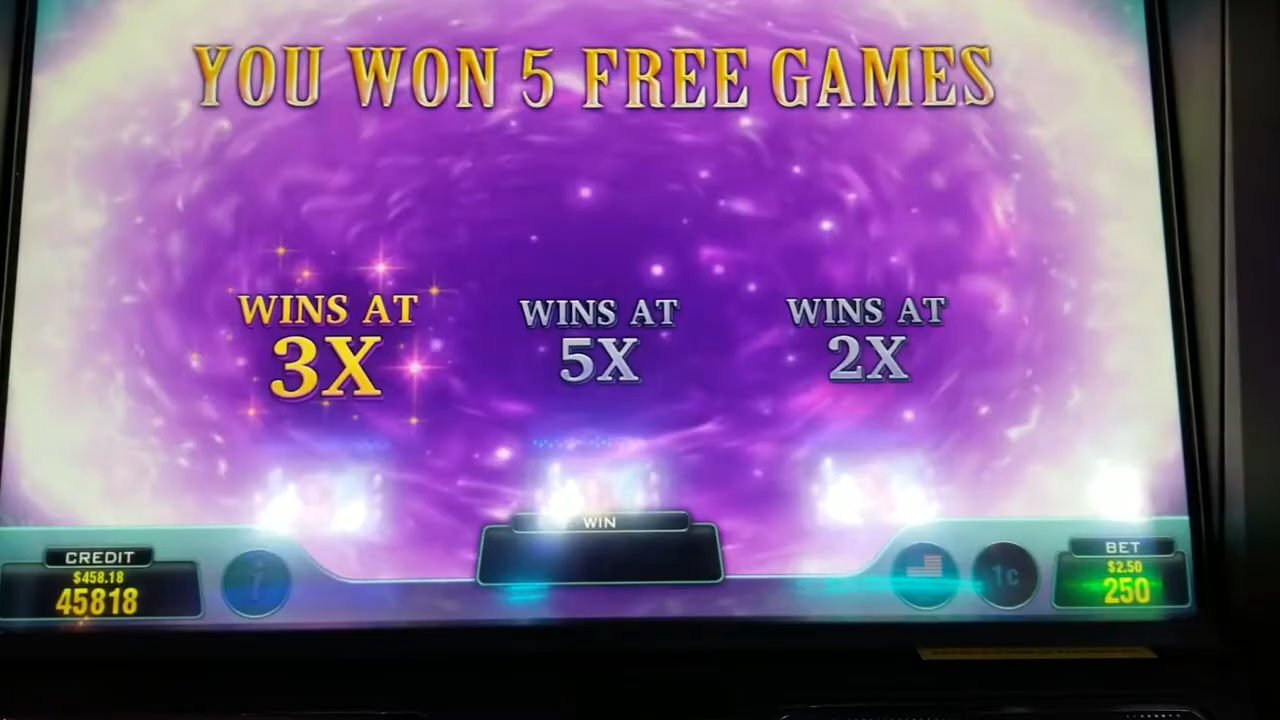 YOU WON 5 FREE GAMES
WINS AT
3X
WINS AT
5X
WINS AT
2X
WIN
CREDIT
$458.18
45818
i
1c
BET
$2.50
250